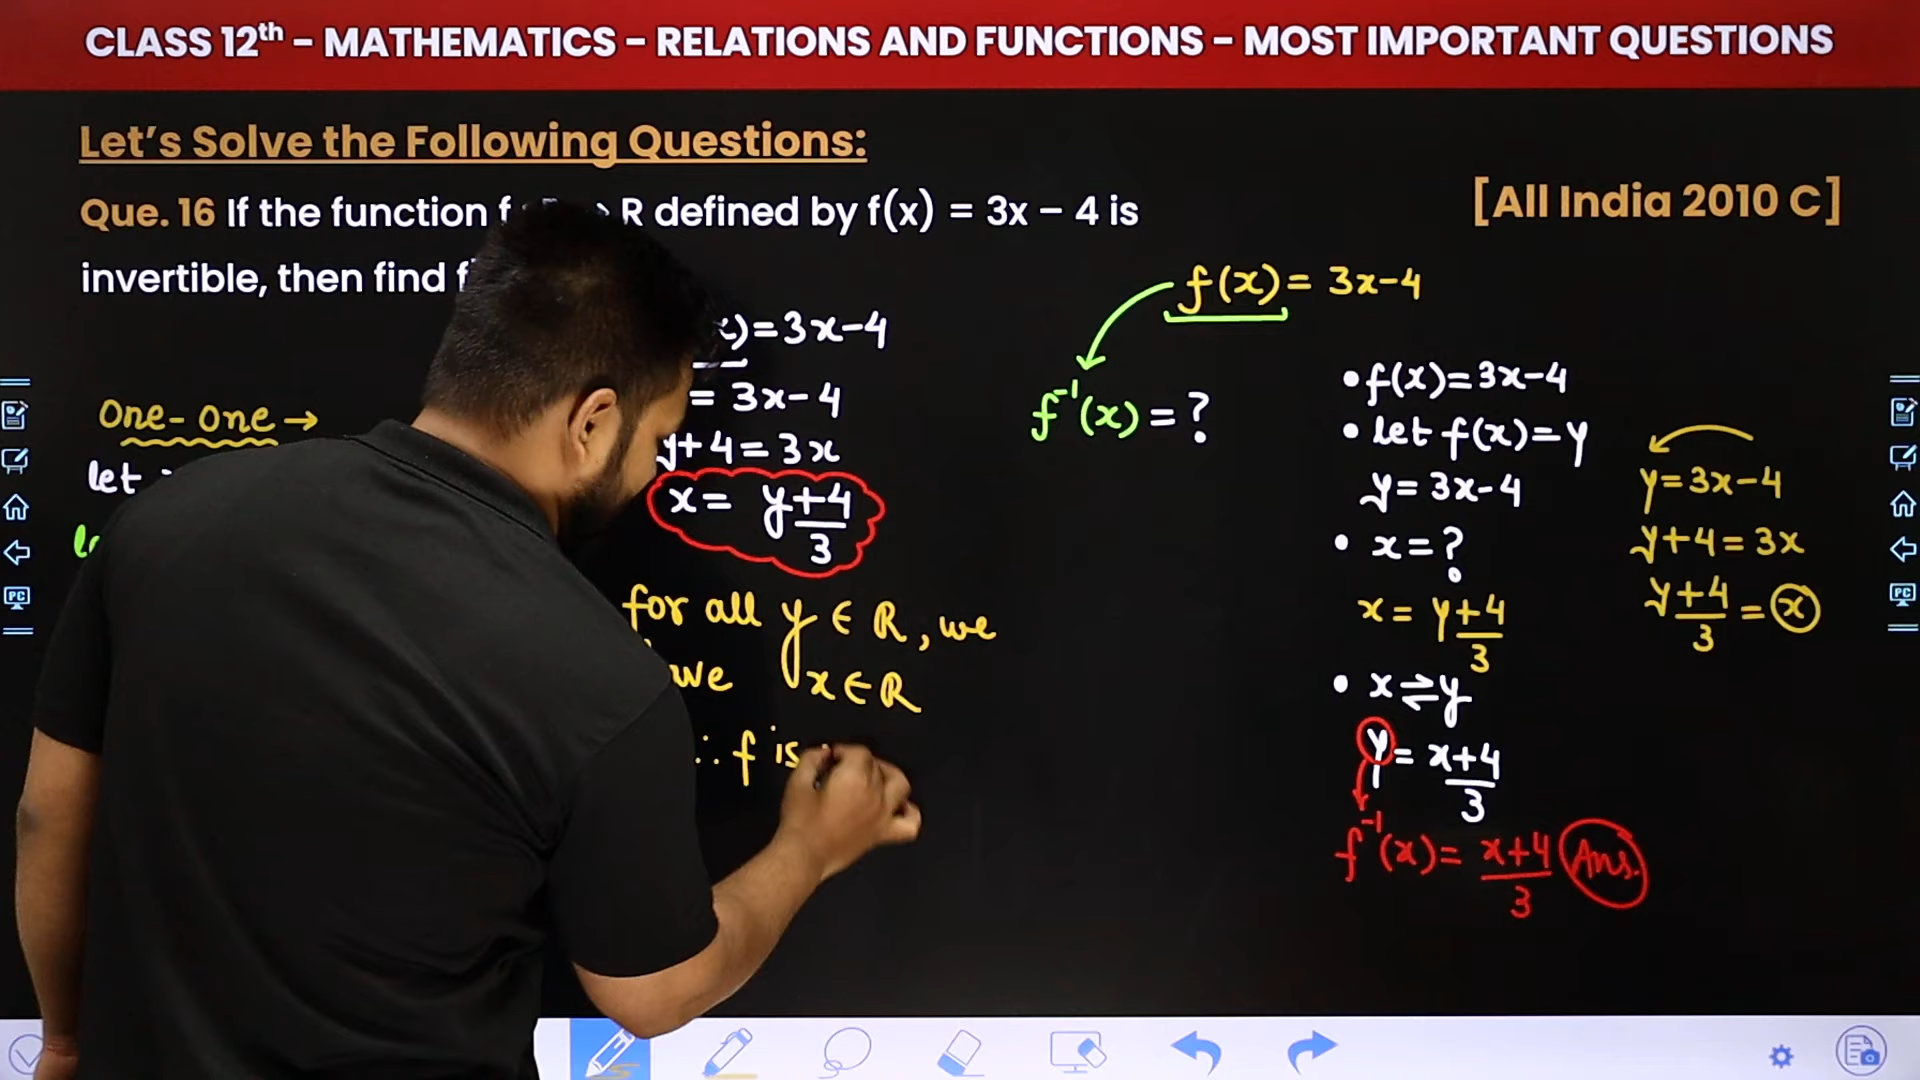 CLASS 12th – MATHEMATICS – RELATIONS AND FUNCTIONS – MOST IMPORTANT QUESTIONS
Let's Solve the Following Questions:
[All India 2010 C]
Que. 16 If the function f R defined by f(x) = 3x – 4 is
invertible, then find f
One-one →
let
)=3x-4
= 3x-4
y+4=3x
x= y+4/3
for all y ∈ R, we
we x∈R
∴ f is
f(x)= 3x-4
f⁻¹(x)=?
•f(x)=3x-4
• let f(x)=y
y=3x-4
• x=?
x= y+4/3
• x⇌y
y= x+4/3
f⁻¹(x)= x+4/3 Ans.
y=3x-4
y+4=3x
y+4/3 = x
PC
PC